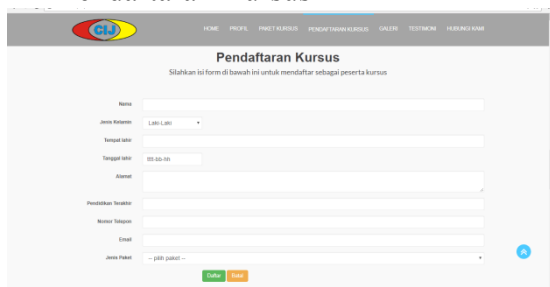 CIJ
HOME PROFIL PAKET KURSUS PENDAFTARAN KURSUS GALERI TESTIMONI HUBUNGI KAMI
Pendaftaran Kursus
Silahkan isi form di bawah ini untuk mendaftar sebagai peserta kursus
Nama
Jenis Kelamin Laki-Laki
Tempat lahir
Tanggal lahir
Alamat
Pendidikan Terakhir
Nomor Telepon
Email
Jenis Paket -- pilih paket --
Daftar Batal